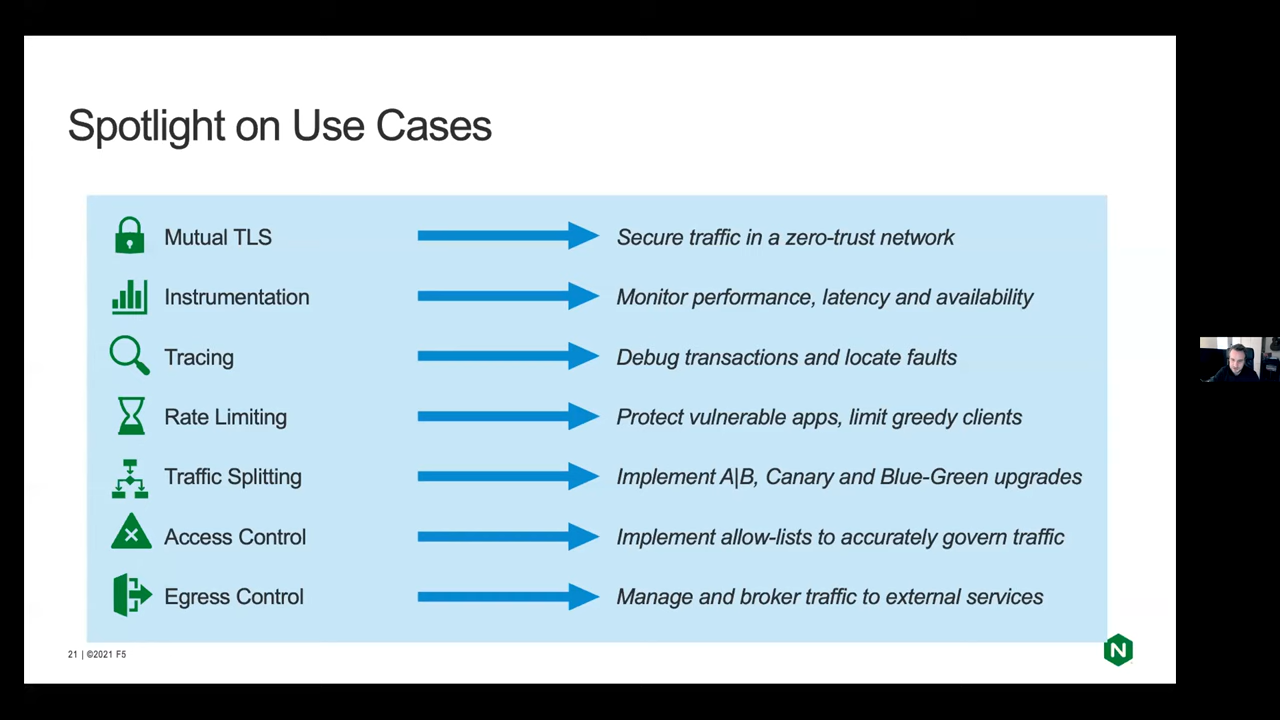 Spotlight on Use Cases
Mutual TLS Secure traffic in a zero-trust network
Instrumentation Monitor performance, latency and availability
Tracing Debug transactions and locate faults
Rate Limiting Protect vulnerable apps, limit greedy clients
Traffic Splitting Implement A|B, Canary and Blue-Green upgrades
Access Control Implement allow-lists to accurately govern traffic
Egress Control Manage and broker traffic to external services
21 | ©2021 F5
N